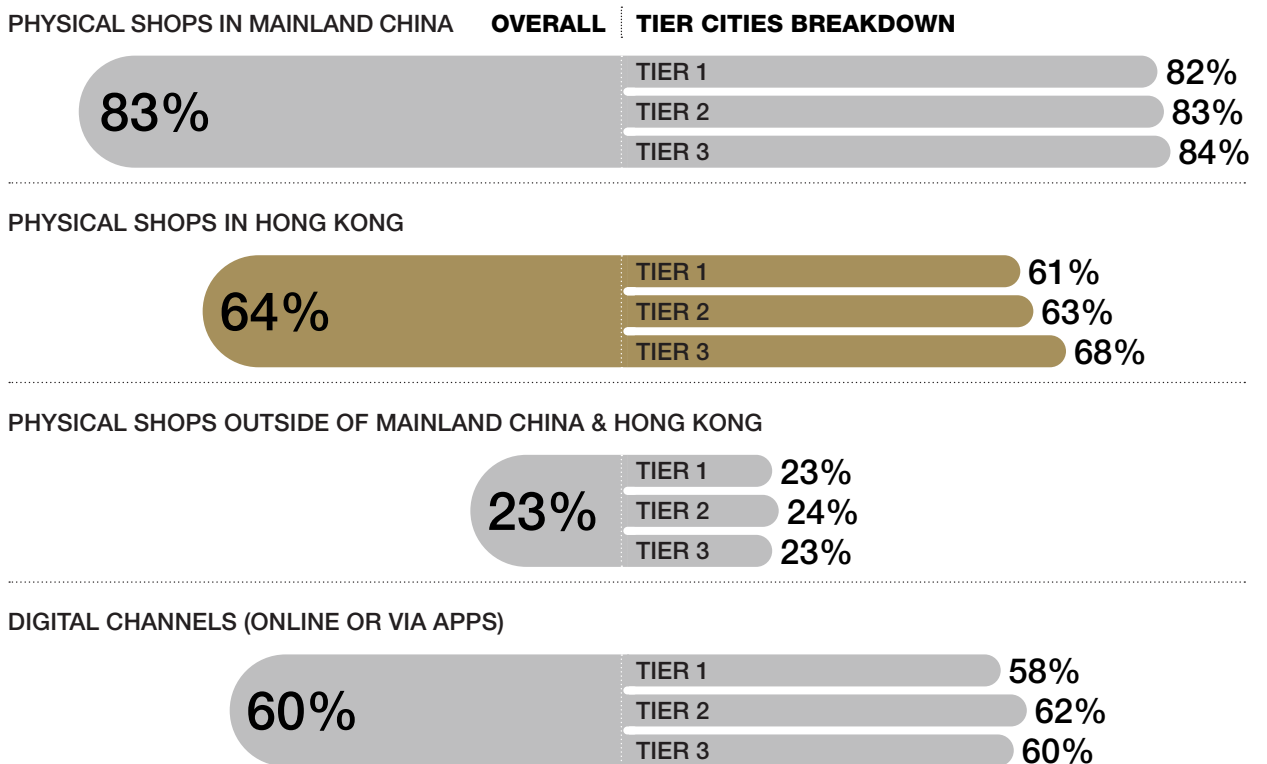 PHYSICAL SHOPS IN MAINLAND CHINA OVERALL TIER CITIES BREAKDOWN
83%
TIER 1 82%
TIER 2 83%
TIER 3 84%
PHYSICAL SHOPS IN HONG KONG
64%
TIER 1 61%
TIER 2 63%
TIER 3 68%
PHYSICAL SHOPS OUTSIDE OF MAINLAND CHINA & HONG KONG
23%
TIER 1 23%
TIER 2 24%
TIER 3 23%
DIGITAL CHANNELS (ONLINE OR VIA APPS)
60%
TIER 1 58%
TIER 2 62%
TIER 3 60%